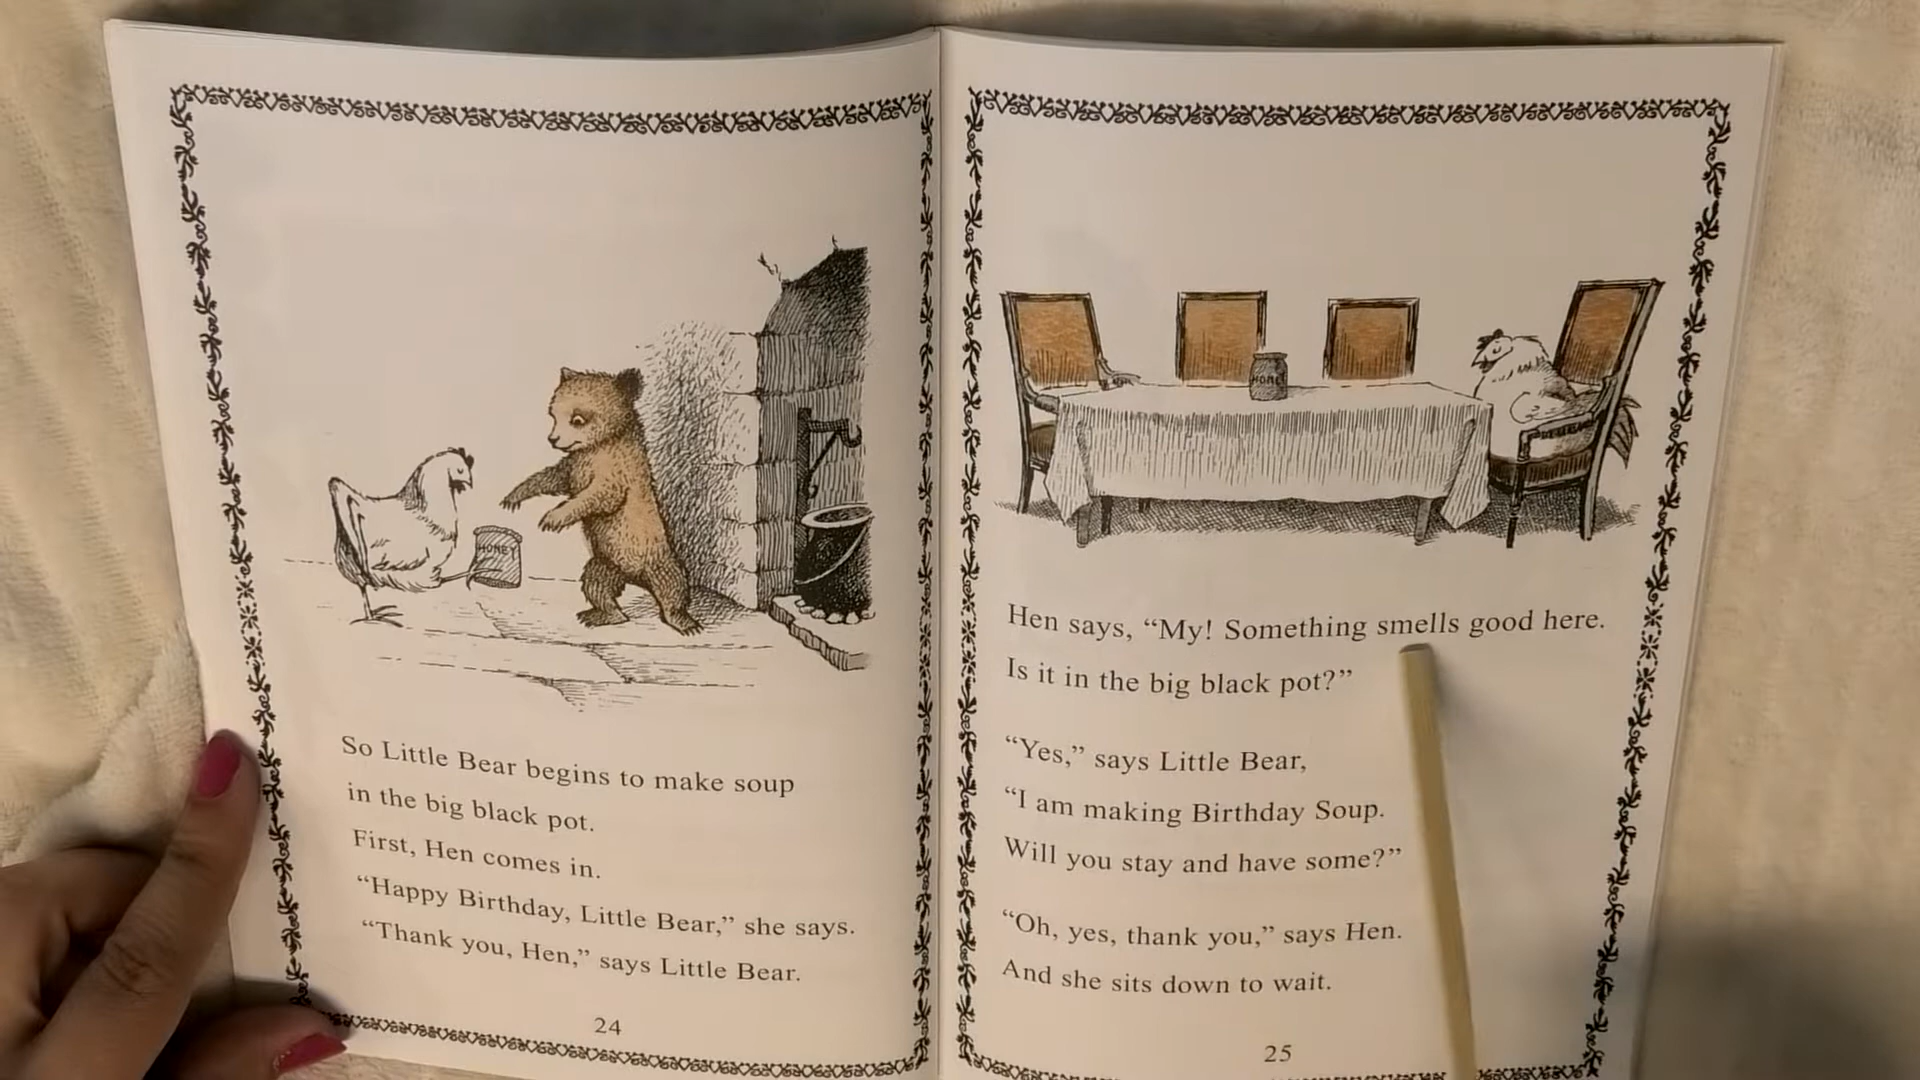 HONEY
So Little Bear begins to make soup
in the big black pot.
First, Hen comes in.
“Happy Birthday, Little Bear,” she says.
“Thank you, Hen,” says Little Bear.
24
HONEY
Hen says, “My! Something smells good here.
Is it in the big black pot?”
“Yes,” says Little Bear,
“I am making Birthday Soup.
Will you stay and have some?”
“Oh, yes, thank you,” says Hen.
And she sits down to wait.
25